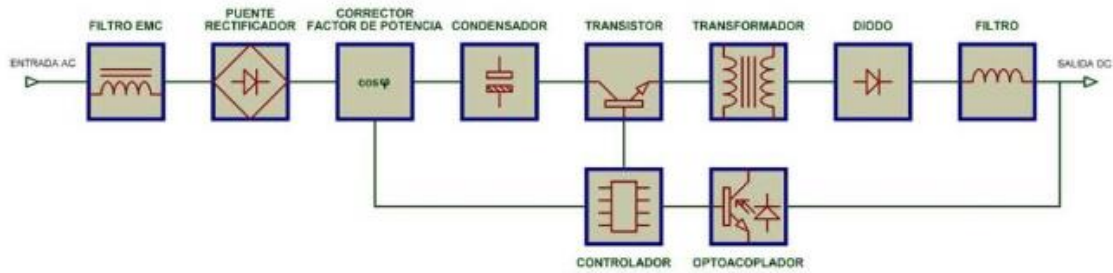 FILTRO EMC
PUENTE
RECTIFICADOR
CORRECTOR
FACTOR DE POTENCIA
CONDENSADOR
TRANSISTOR
TRANSFORMADOR
DIODO
FILTRO
ENTRADA AC
cosφ
SALIDA DC
CONTROLADOR
OPTOACOPLADOR